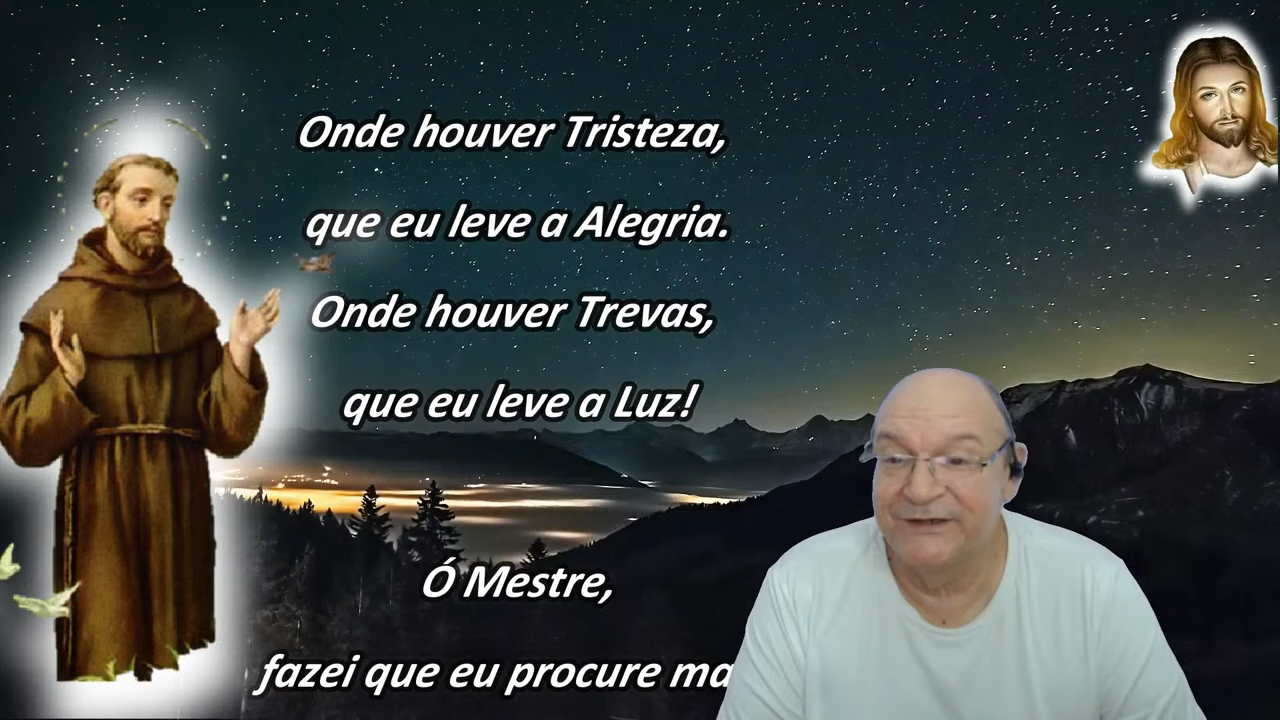 Onde houver Tristeza,
que eu leve a Alegria.
Onde houver Trevas,
que eu leve a Luz!
Ó Mestre,
fazei que eu procure